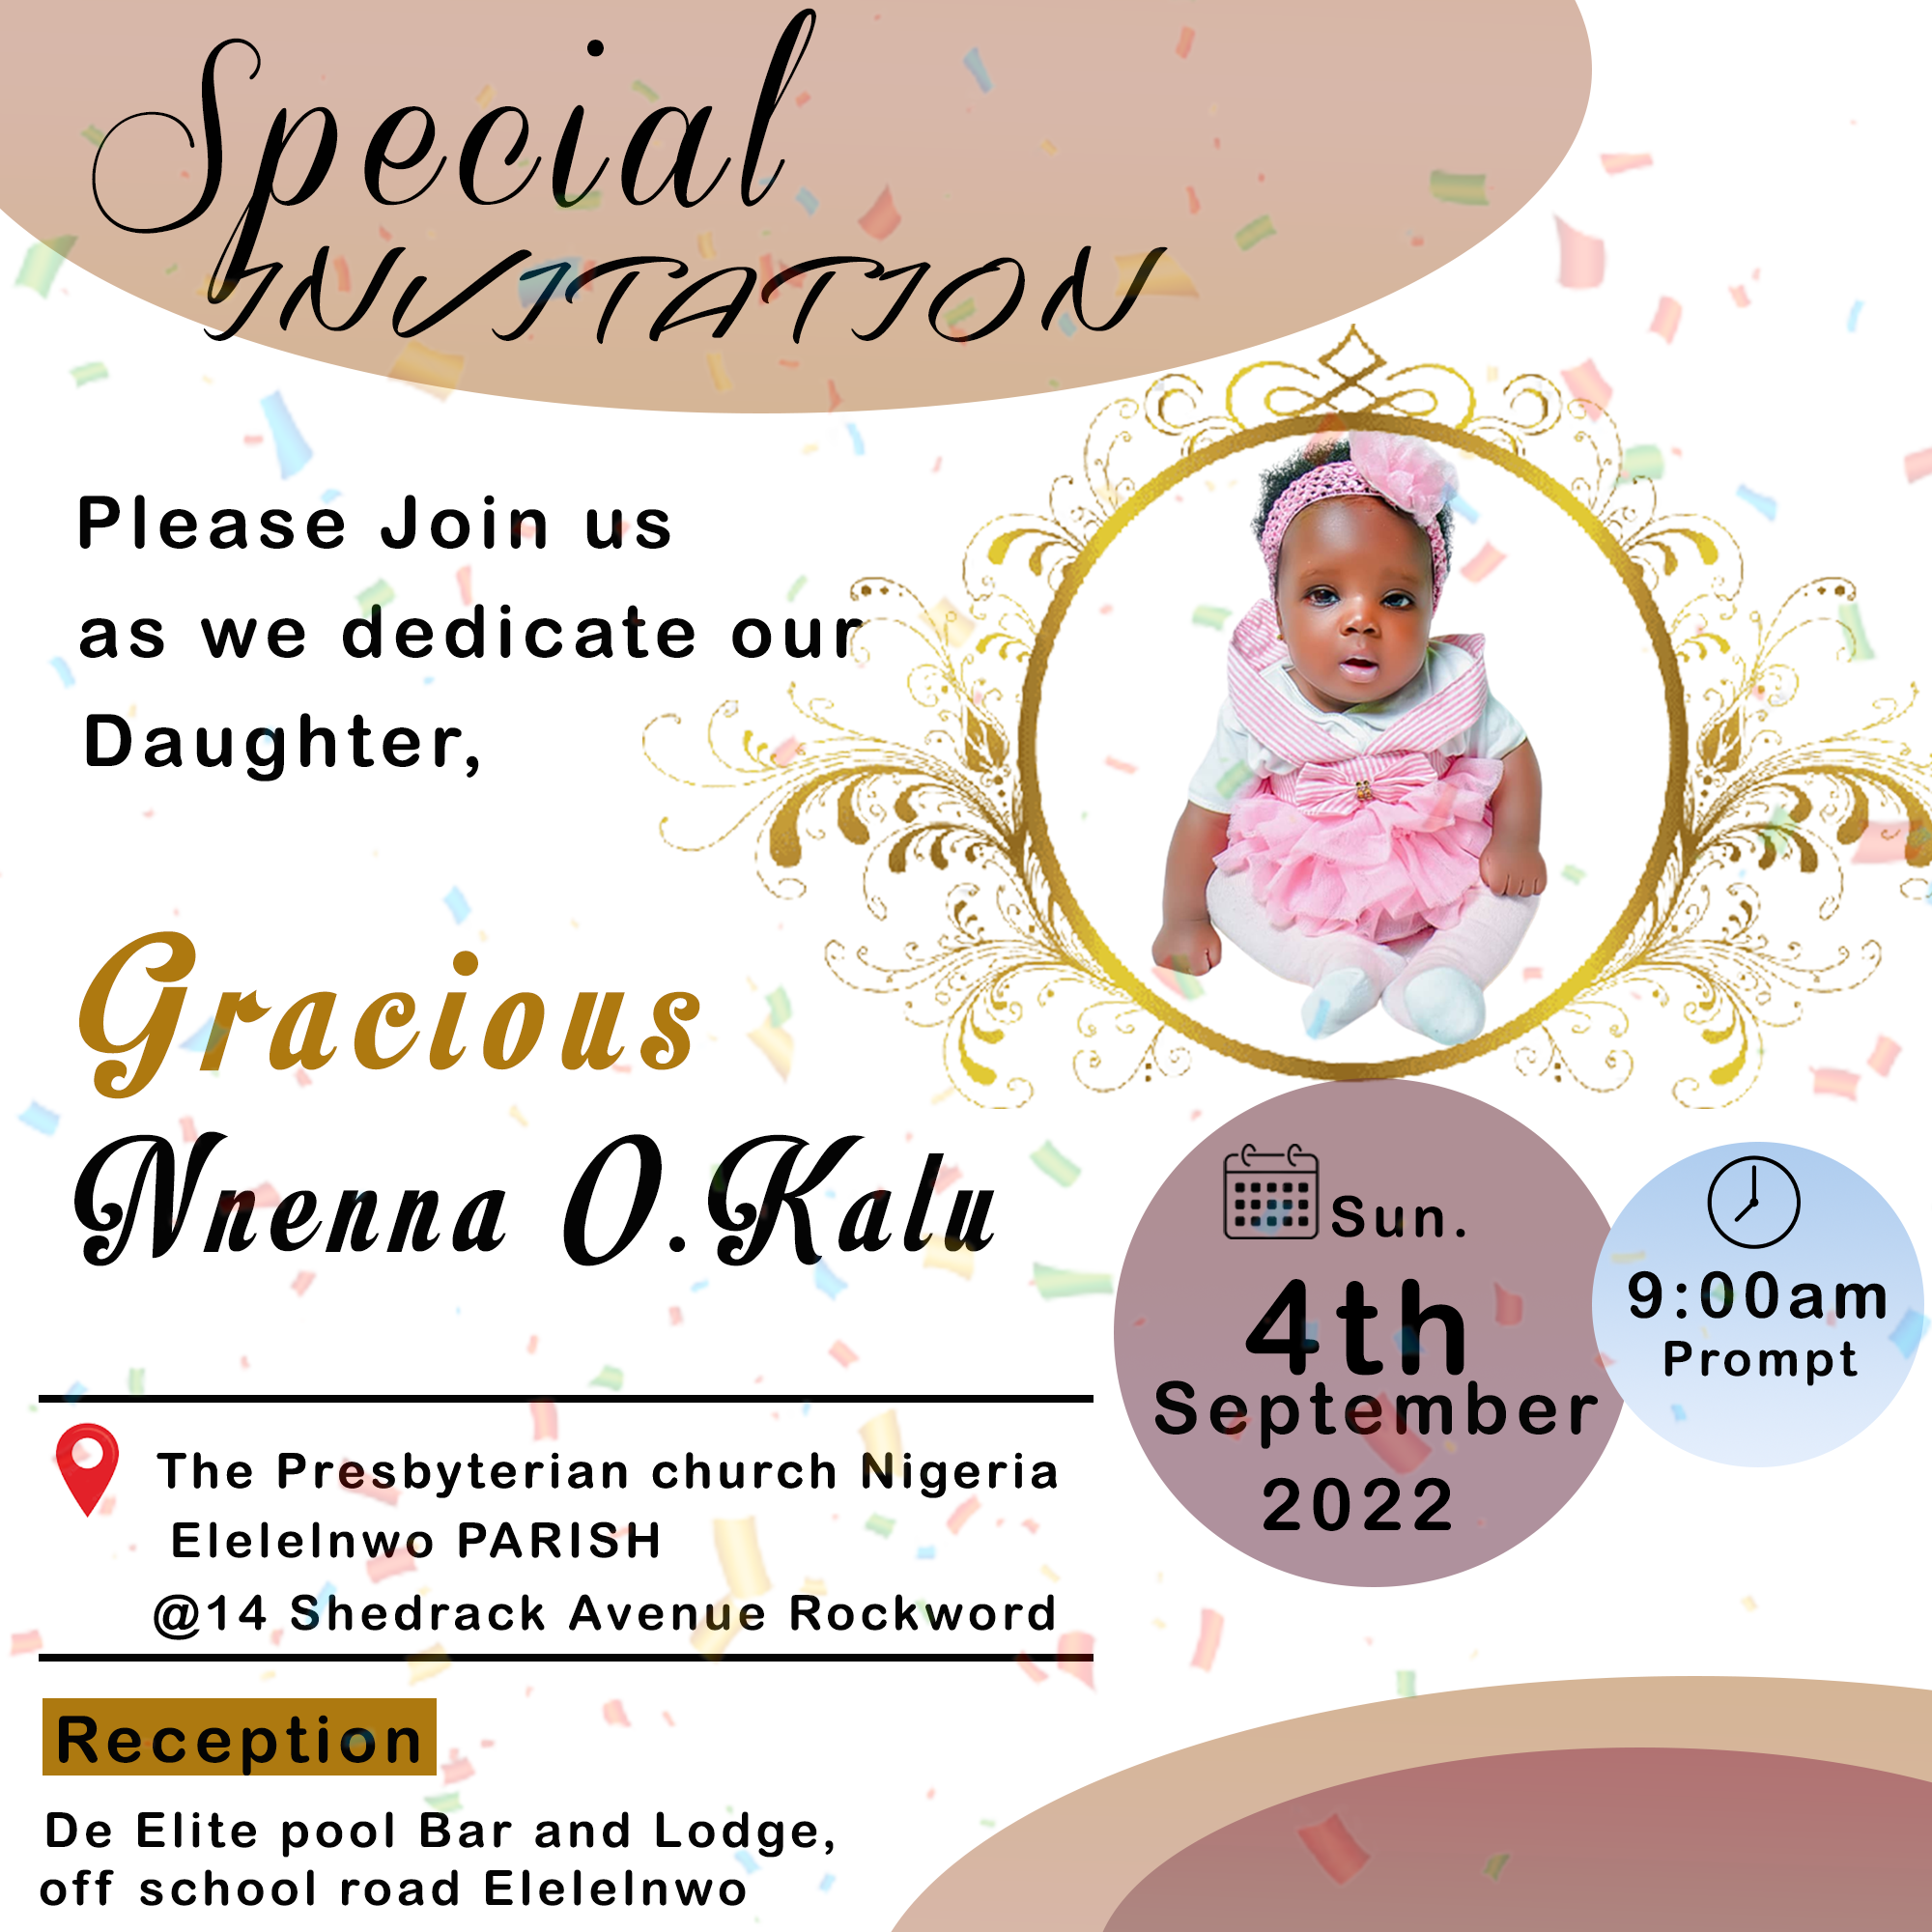 Special
INVITATION
Please Join us
as we dedicate our
Daughter,
Gracious
Nnenna O.Kalu
Sun.
4th
September
2022
9:00am
Prompt
The Presbyterian church Nigeria
Elelelnwo PARISH
@14 Shedrack Avenue Rockword
Reception
De Elite pool Bar and Lodge,
off school road Elelelnwo